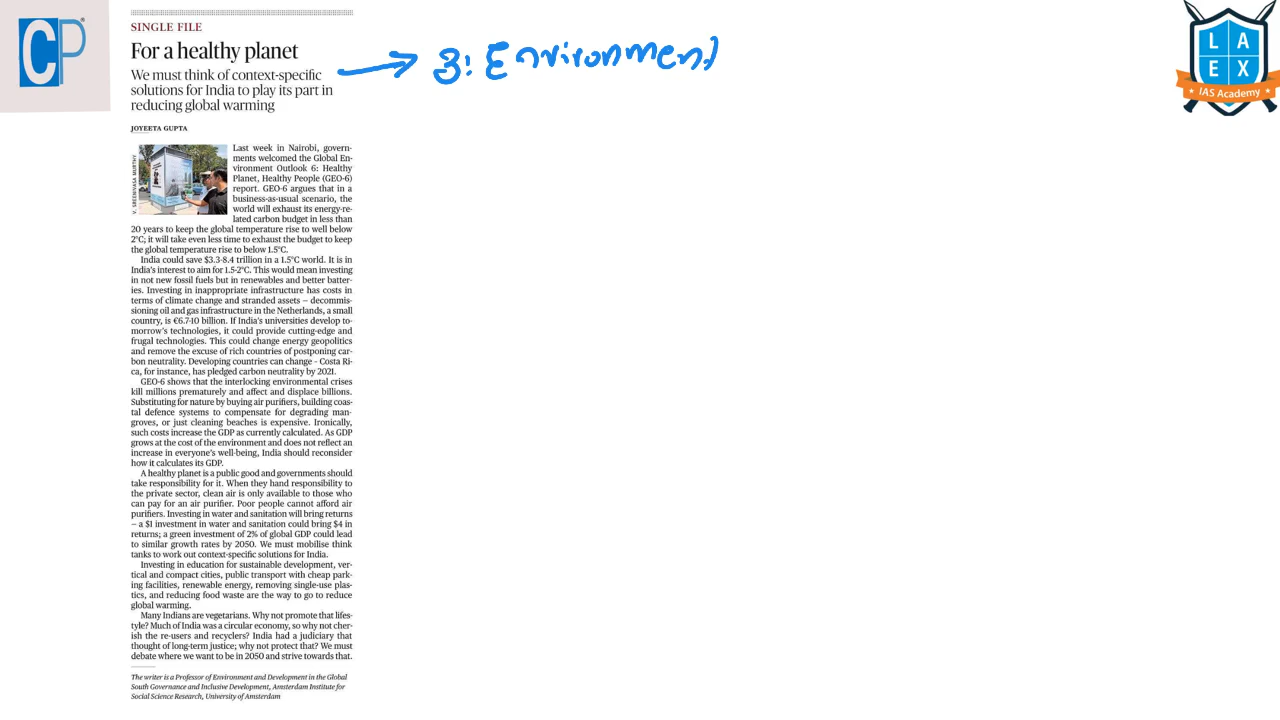 CP®
SINGLE FILE
For a healthy planet
We must think of context-specific
solutions for India to play its part in
reducing global warming
3: Environment
L A
E X
IAS Academy
JOYEETA GUPTA
V. SREENIVASA MURTHY
Last week in Nairobi, govern-
ments welcomed the Global En-
vironment Outlook 6: Healthy
Planet, Healthy People (GEO-6)
report. GEO-6 argues that in a
business-as-usual scenario, the
world will exhaust its energy-re-
lated carbon budget in less than
20 years to keep the global temperature rise to well below
2°C; it will take even less time to exhaust the budget to keep
the global temperature rise to below 1.5°C.
India could save $3.3-8.4 trillion in a 1.5°C world. It is in
India's interest to aim for 1.5-2°C. This would mean investing
in not new fossil fuels but in renewables and better batter-
ies. Investing in inappropriate infrastructure has costs in
terms of climate change and stranded assets – decommis-
sioning oil and gas infrastructure in the Netherlands, a small
country, is €6.7-10 billion. If India's universities develop to-
morrow's technologies, it could provide cutting-edge and
frugal technologies. This could change energy geopolitics
and remove the excuse of rich countries of postponing car-
bon neutrality. Developing countries can change - Costa Ri-
ca, for instance, has pledged carbon neutrality by 2021.
GEO-6 shows that the interlocking environmental crises
kill millions prematurely and affect and displace billions.
Substituting for nature by buying air purifiers, building coas-
tal defence systems to compensate for degrading man-
groves, or just cleaning beaches is expensive. Ironically,
such costs increase the GDP as currently calculated. As GDP
grows at the cost of the environment and does not reflect an
increase in everyone's well-being, India should reconsider
how it calculates its GDP.
A healthy planet is a public good and governments should
take responsibility for it. When they hand responsibility to
the private sector, clean air is only available to those who
can pay for an air purifier. Poor people cannot afford air
purifiers. Investing in water and sanitation will bring returns
– a $1 investment in water and sanitation could bring $4 in
returns; a green investment of 2% of global GDP could lead
to similar growth rates by 2050. We must mobilise think
tanks to work out context-specific solutions for India.
Investing in education for sustainable development, ver-
tical and compact cities, public transport with cheap park-
ing facilities, renewable energy, removing single-use plas-
tics, and reducing food waste are the way to go to reduce
global warming.
Many Indians are vegetarians. Why not promote that lifes-
tyle? Much of India was a circular economy, so why not cher-
ish the re-users and recyclers? India had a judiciary that
thought of long-term justice; why not protect that? We must
debate where we want to be in 2050 and strive towards that.
The writer is a Professor of Environment and Development in the Global
South Governance and Inclusive Development, Amsterdam Institute for
Social Science Research, University of Amsterdam